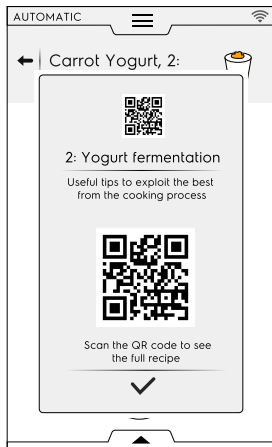 AUTOMATIC
Carrot Yogurt, 2:
2: Yogurt fermentation
Useful tips to exploit the best
from the cooking process
Scan the QR code to see
the full recipe